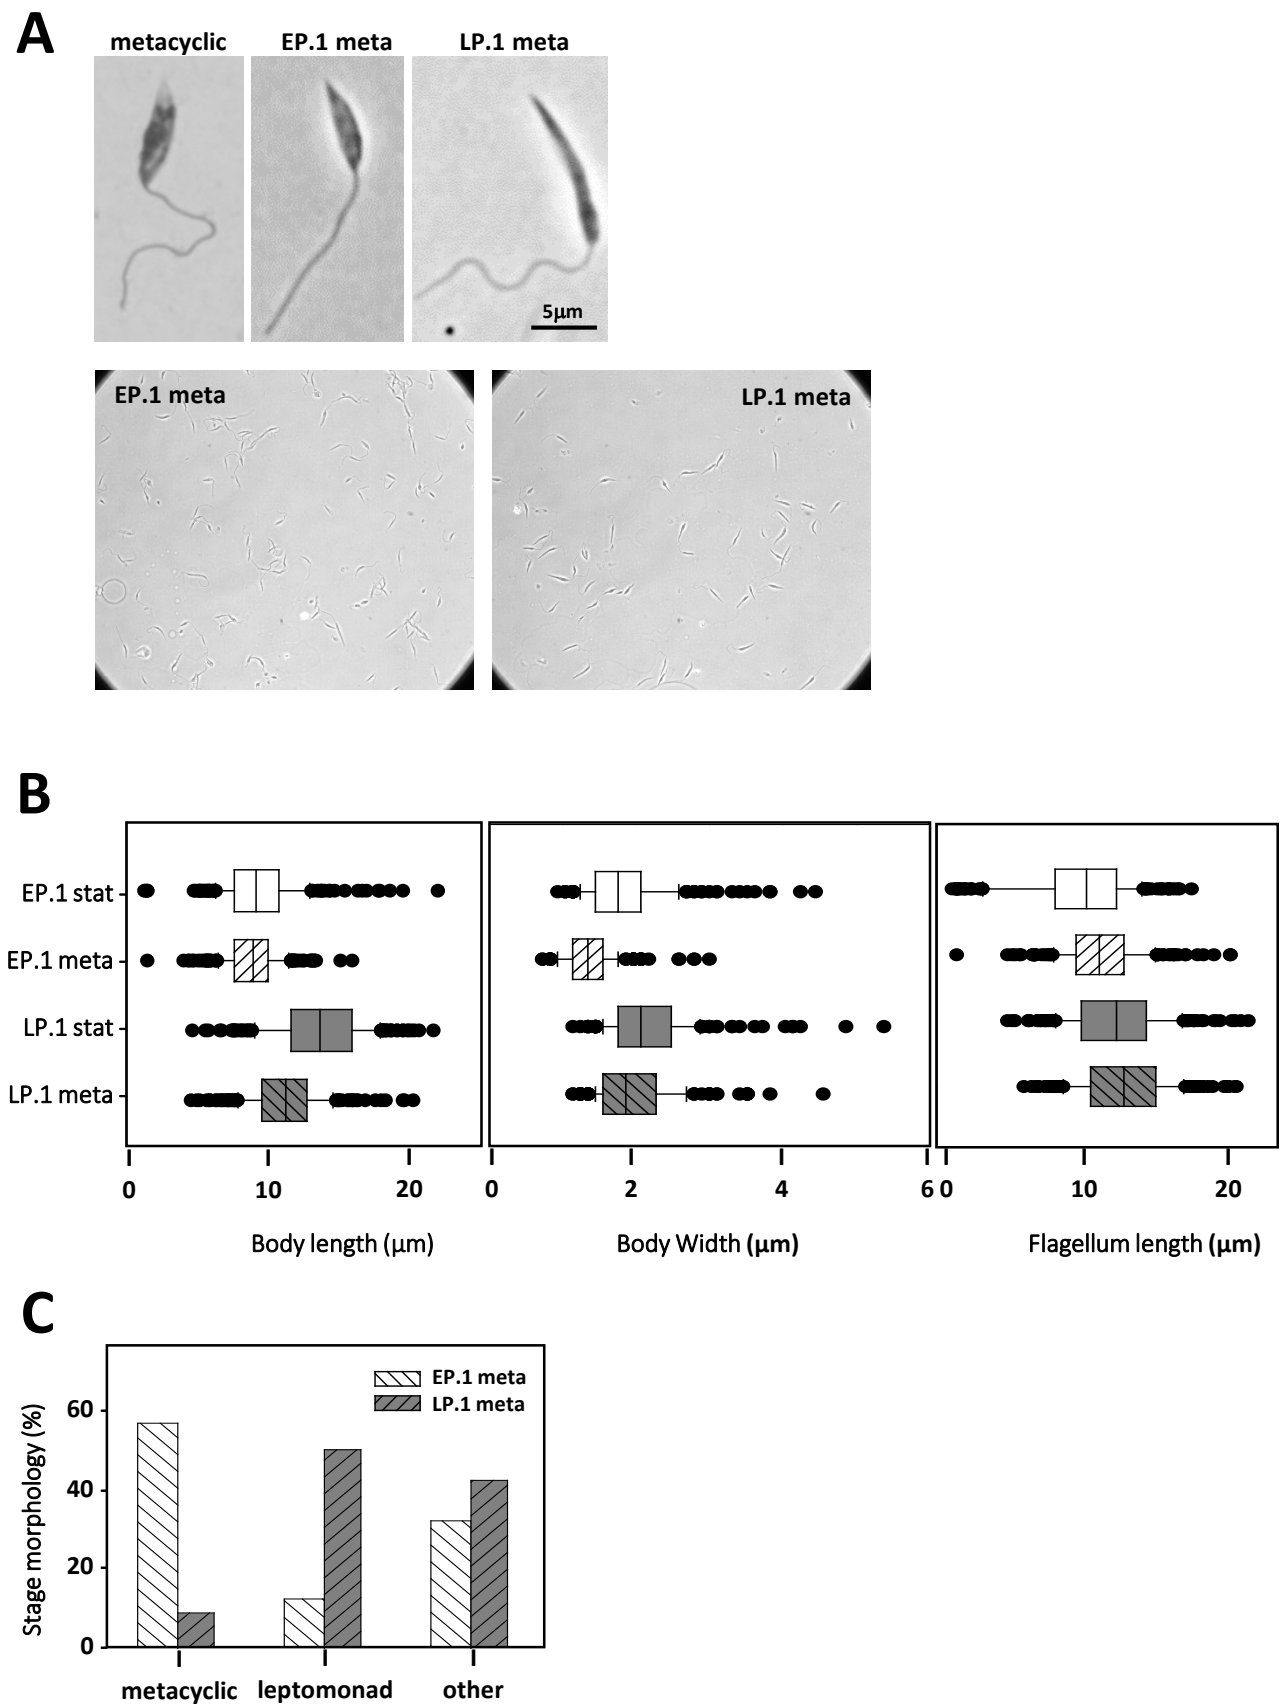 A
metacyclic EP.1 meta LP.1 meta
5μm
EP.1 meta LP.1 meta
B
EP.1 stat
EP.1 meta
LP.1 stat
LP.1 meta
0 10 20 0 2 4 6 0 10 20
Body length (μm) Body Width (μm) Flagellum length (μm)
C
EP.1 meta
LP.1 meta
Stage morphology (%)
60
40
20
0
metacyclic leptomonad other